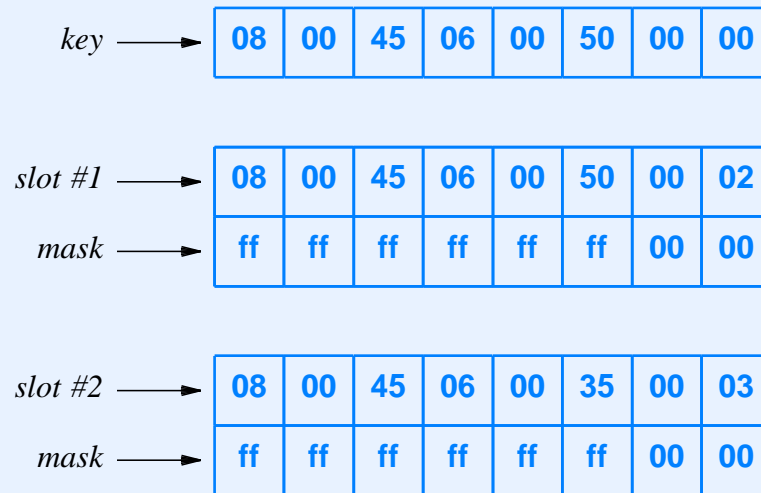 key 08 00 45 06 00 50 00 00
slot #1 08 00 45 06 00 50 00 02
mask ff ff ff ff ff ff 00 00
slot #2 08 00 45 06 00 35 00 03
mask ff ff ff ff ff ff 00 00